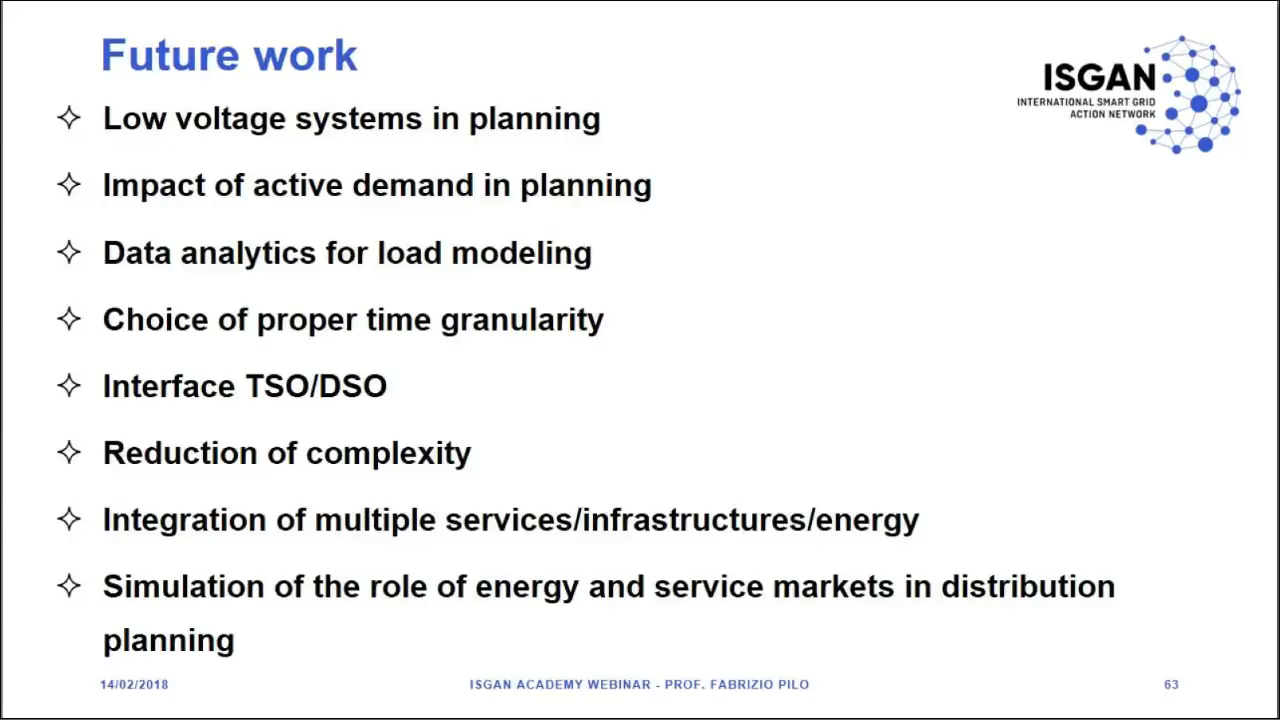 Future work
ISGAN
INTERNATIONAL SMART GRID
ACTION NETWORK
Low voltage systems in planning
Impact of active demand in planning
Data analytics for load modeling
Choice of proper time granularity
Interface TSO/DSO
Reduction of complexity
Integration of multiple services/infrastructures/energy
Simulation of the role of energy and service markets in distribution
planning
14/02/2018
ISGAN ACADEMY WEBINAR - PROF. FABRIZIO PILO
63